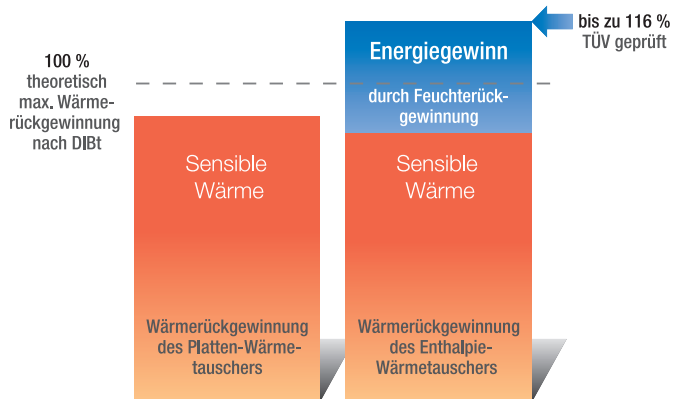 100 %
theoretisch
max. Wärme-
rückgewinnung
nach DIBt
Sensible
Wärme
Wärmerückgewinnung
des Platten-Wärme-
tauschers
Energiegewinn
durch Feuchterück-
gewinnung
Sensible
Wärme
Wärmerückgewinnung
des Enthalpie-
Wärmetauschers
bis zu 116 %
TÜV geprüft